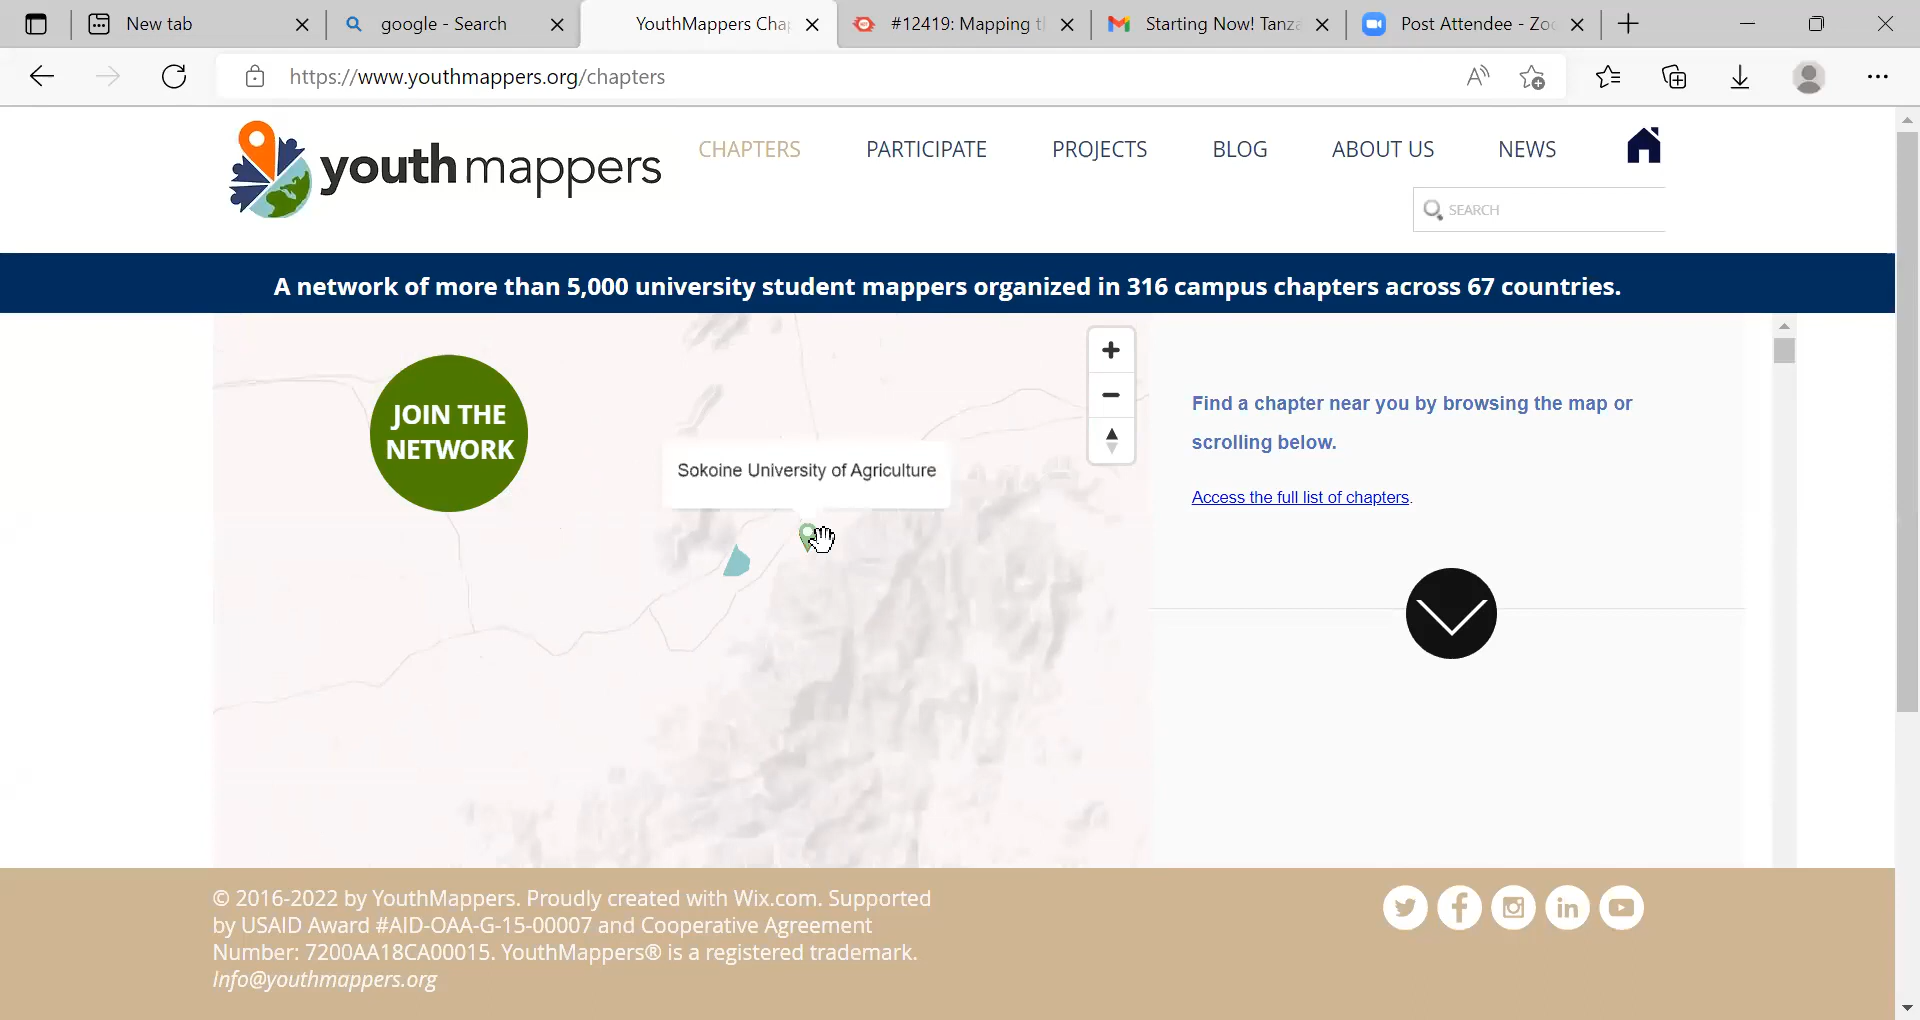 New tab
google - Search
YouthMappers Cha
#12419: Mapping t
Starting Now! Tanza
Post Attendee - Zo
https://www.youthmappers.org/chapters
youthmappers
CHAPTERS
PARTICIPATE
PROJECTS
BLOG
ABOUT US
NEWS
SEARCH
A network of more than 5,000 university student mappers organized in 316 campus chapters across 67 countries.
JOIN THE
NETWORK
Sokoine University of Agriculture
Find a chapter near you by browsing the map or
scrolling below.
Access the full list of chapters.
© 2016-2022 by YouthMappers. Proudly created with Wix.com. Supported
by USAID Award #AID-OAA-G-15-00007 and Cooperative Agreement
Number: 7200AA18CA00015. YouthMappers® is a registered trademark.
Info@youthmappers.org